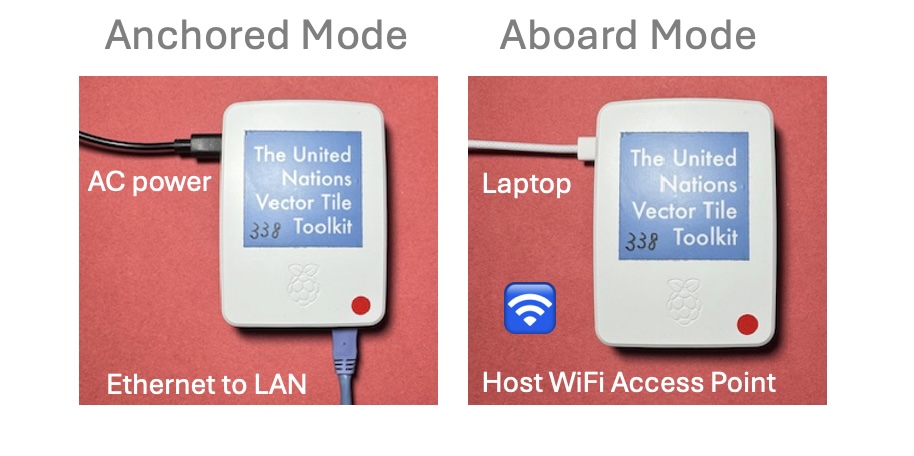 Anchored Mode
AC power
The United
Nations
Vector Tile
338 Toolkit
Ethernet to LAN
Aboard Mode
Laptop
The United
Nations
Vector Tile
338 Toolkit
Host WiFi Access Point